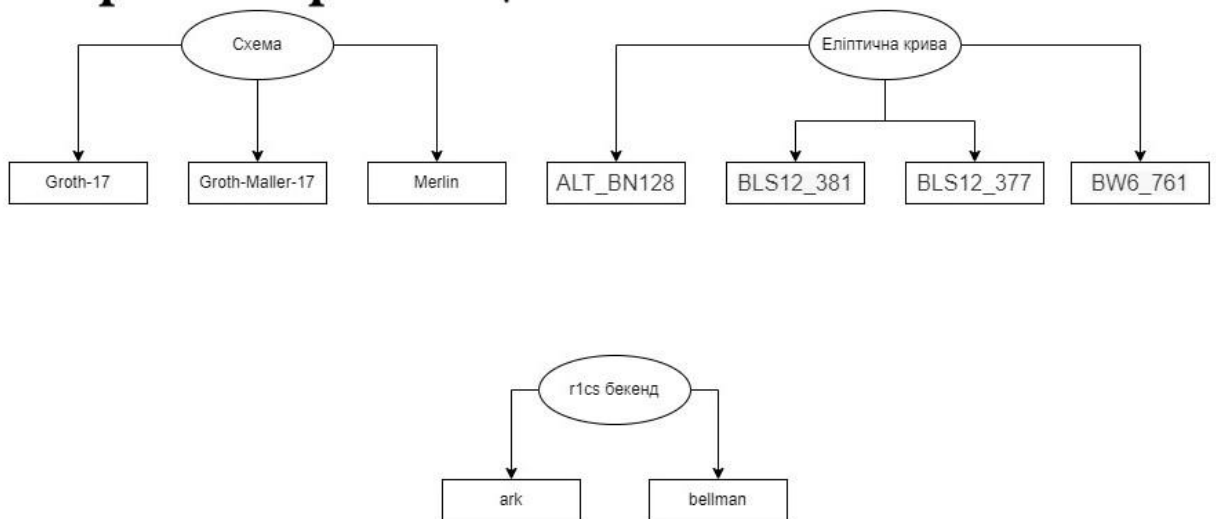 Схема
Еліптична крива
Groth-17
Groth-Maller-17
Merlin
ALT_BN128
BLS12_381
BLS12_377
BW6_761
r1cs бекенд
ark
bellman